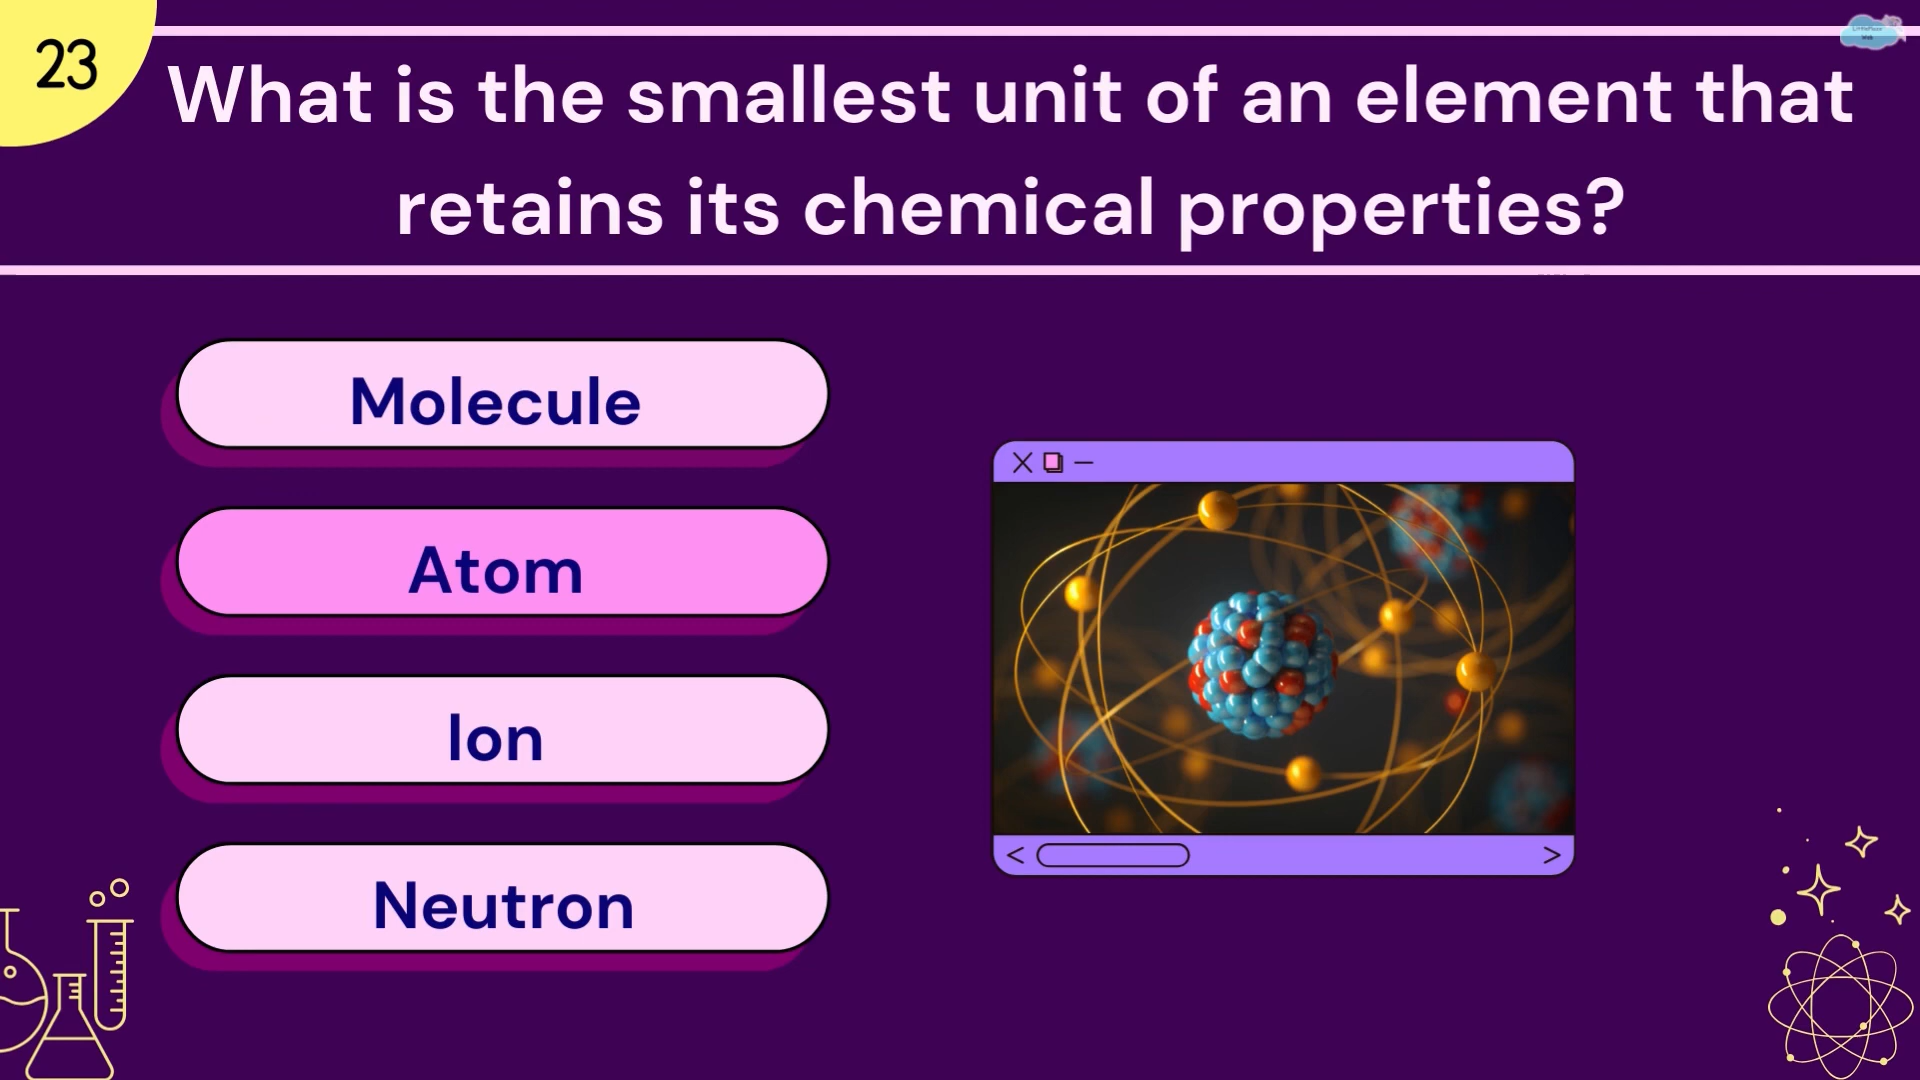 23
What is the smallest unit of an element that
retains its chemical properties?
Molecule
Atom
Ion
Neutron